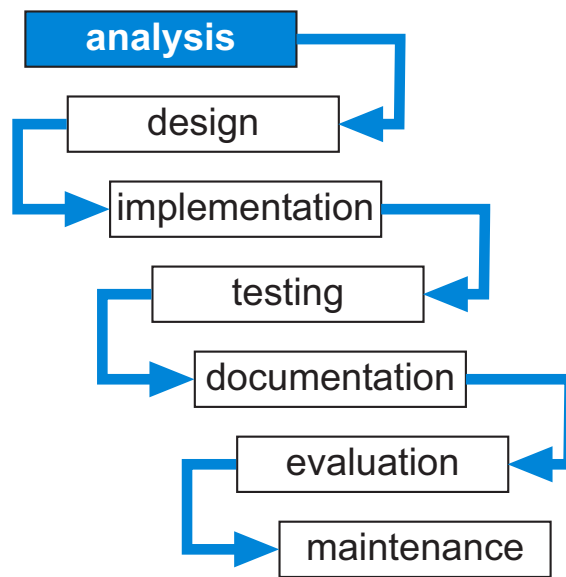 analysis
design
implementation
testing
documentation
evaluation
maintenance